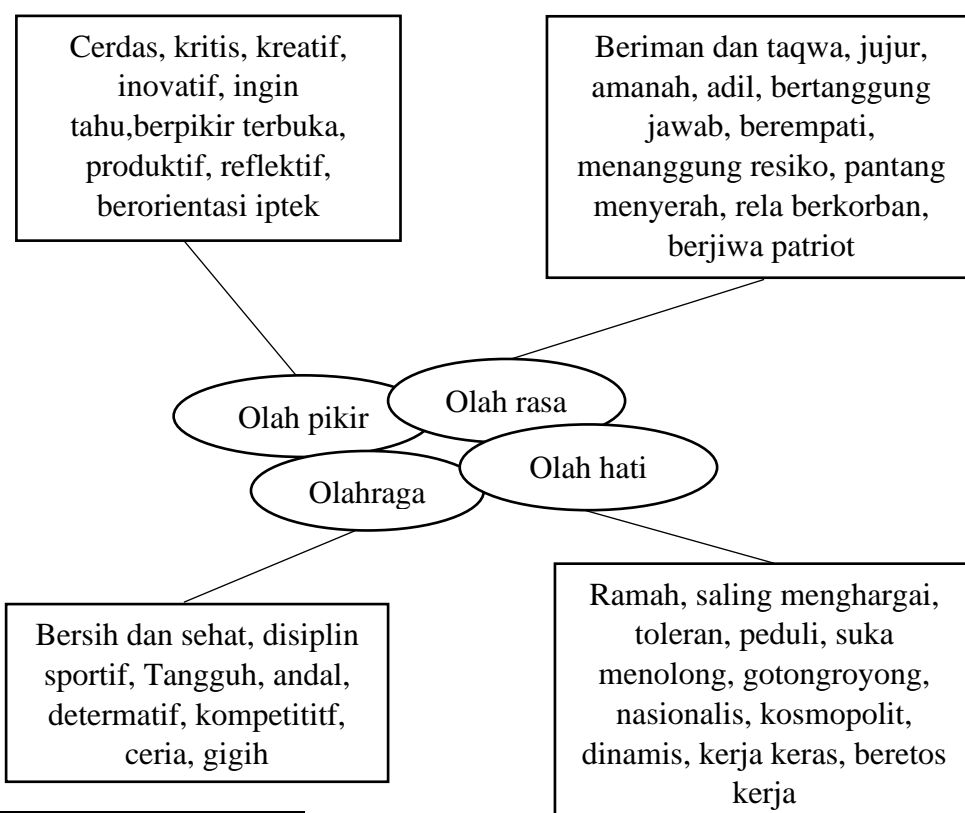 Cerdas, kritis, kreatif,
inovatif, ingin
tahu,berpikir terbuka,
produktif, reflektif,
berorientasi iptek
Beriman dan taqwa, jujur,
amanah, adil, bertanggung
jawab, berempati,
menanggung resiko, pantang
menyerah, rela berkorban,
berjiwa patriot
Olah pikir
Olah rasa
Olahraga
Olah hati
Bersih dan sehat, disiplin
sportif, Tangguh, andal,
determatif, kompetititf,
ceria, gigih
Ramah, saling menghargai,
toleran, peduli, suka
menolong, gotongroyong,
nasionalis, kosmopolit,
dinamis, kerja keras, beretos
kerja